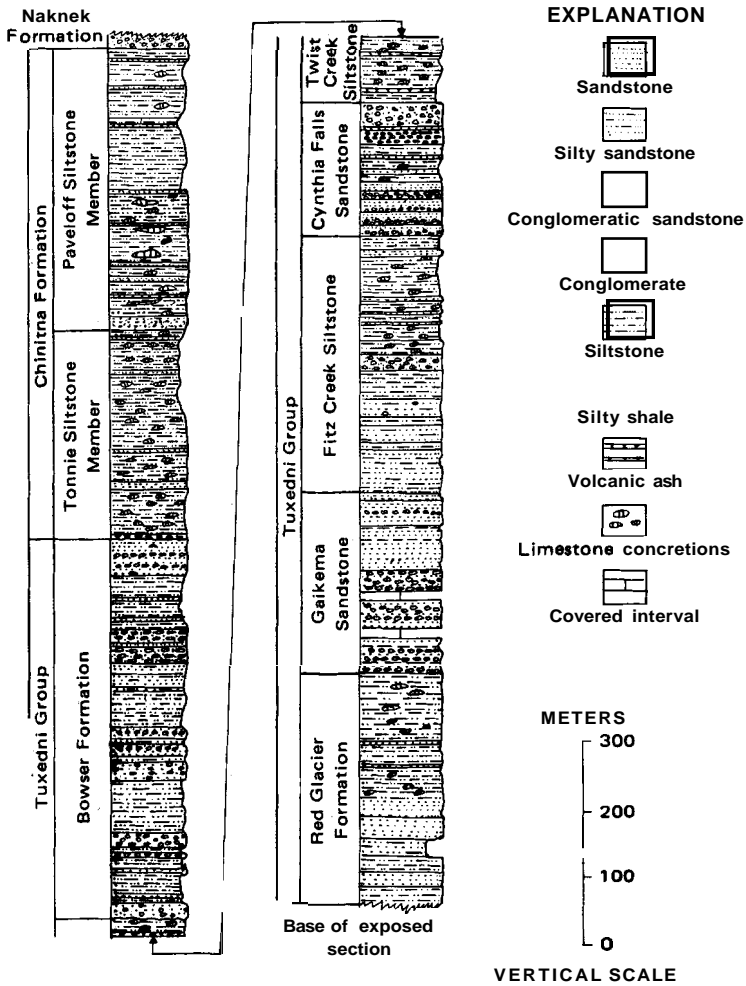 Naknek
Formation
Chinitna Formation
Paveloff Siltstone
Member
Tonnie Siltstone
Member
Tuxedni Group
Bowser Formation
Tuxedni Group
Twist
Creek
Siltstone
Cynthia Falls
Sandstone
Fitz Creek Siltstone
Gaikema
Sandstone
Red Glacier
Formation
Base of exposed
section
EXPLANATION
Sandstone
Silty sandstone
Conglomeratic sandstone
Conglomerate
Siltstone
Silty shale
Volcanic ash
Limestone concretions
Covered interval
METERS
300
200
100
0
VERTICAL SCALE